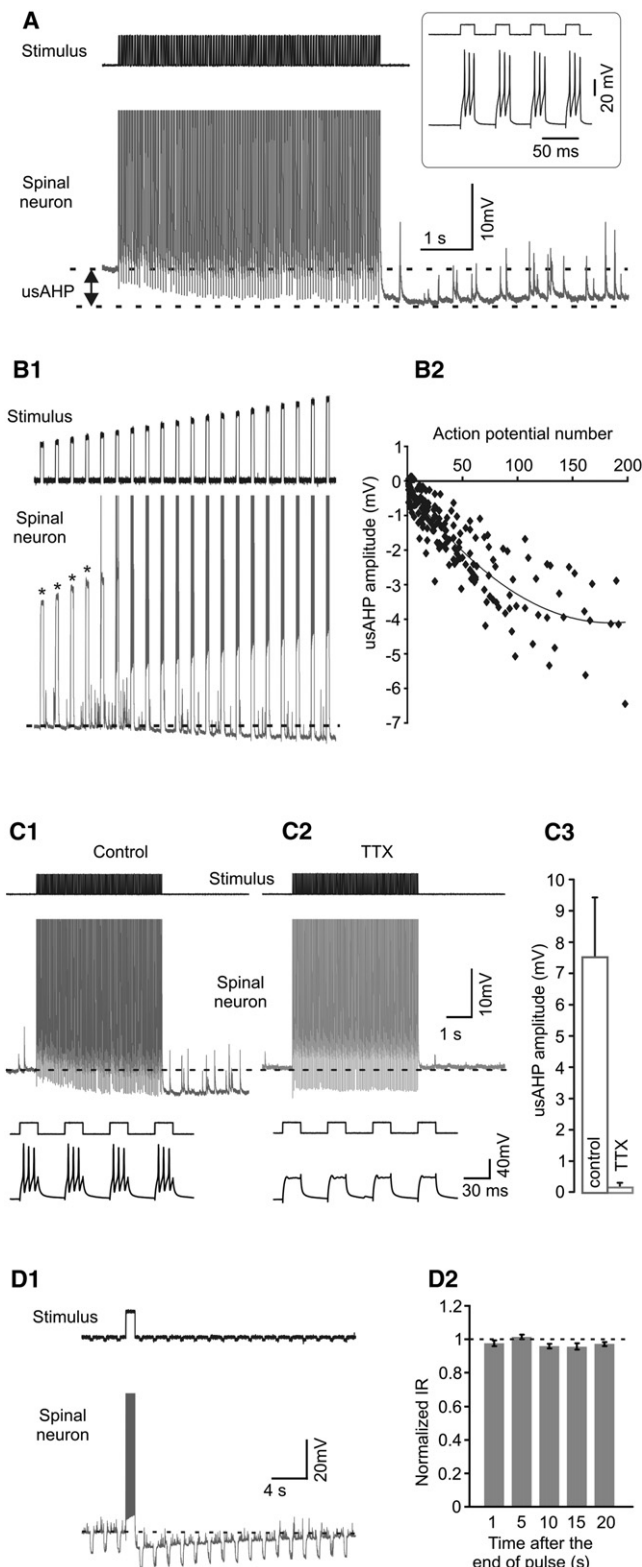 A
Stimulus
20 mV
50 ms
Spinal
neuron
1 s
10mV
usAHP
B1
Stimulus
Spinal
neuron
* * * *
B2
Action potential number
50 100 150 200
1
0
-1
-2
-3
-4
-5
-6
-7
usAHP amplitude (mV)
C1
Control
C2
TTX
Stimulus
Spinal
neuron
10mV
1 s
40mV
30 ms
C3
10
9
8
7
6
5
4
3
2
1
0
usAHP amplitude (mV)
control
TTX
D1
Stimulus
Spinal
neuron
20mV
4 s
D2
1.2
1
0.8
0.6
0.4
0.2
0
Normalized IR
1 5 10 15 20
Time after the
end of pulse (s)